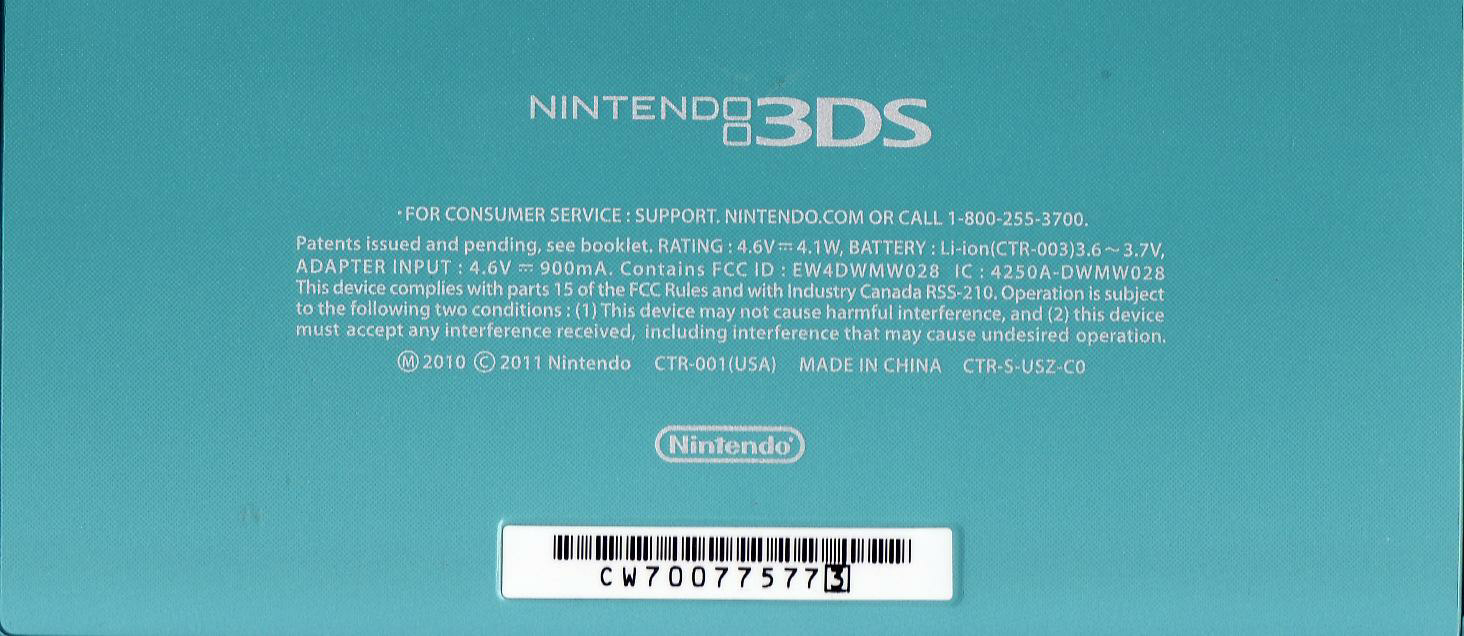 NINTENDO 3DS
·FOR CONSUMER SERVICE : SUPPORT. NINTENDO.COM OR CALL 1-800-255-3700.
Patents issued and pending, see booklet. RATING : 4.6V⎓4.1W, BATTERY : Li-ion(CTR-003)3.6～3.7V,
ADAPTER INPUT : 4.6V ⎓ 900mA. Contains FCC ID : EW4DWMW028 IC : 4250A-DWMW028
This device complies with parts 15 of the FCC Rules and with Industry Canada RSS-210. Operation is subject
to the following two conditions : (1) This device may not cause harmful interference, and (2) this device
must accept any interference received, including interference that may cause undesired operation.
Ⓜ 2010 © 2011 Nintendo CTR-001(USA) MADE IN CHINA CTR-S-USZ-C0
Nintendo®
CW700775773